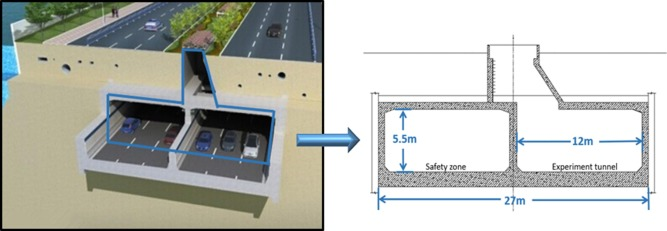 5.5m
12m
Safety zone
Experiment tunnel
27m